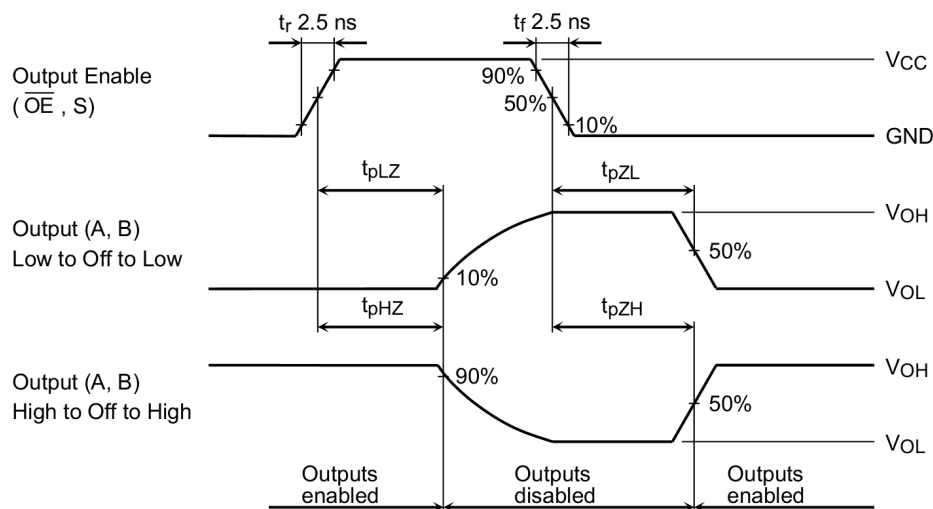 tr 2.5 ns
tf 2.5 ns
Output Enable
( OE , S)
90%
50%
10%
VCC
GND
tpLZ
tpZL
Output (A, B)
Low to Off to Low
10%
50%
VOH
VOL
tpHZ
tpZH
Output (A, B)
High to Off to High
90%
50%
VOH
VOL
Outputs
enabled
Outputs
disabled
Outputs
enabled